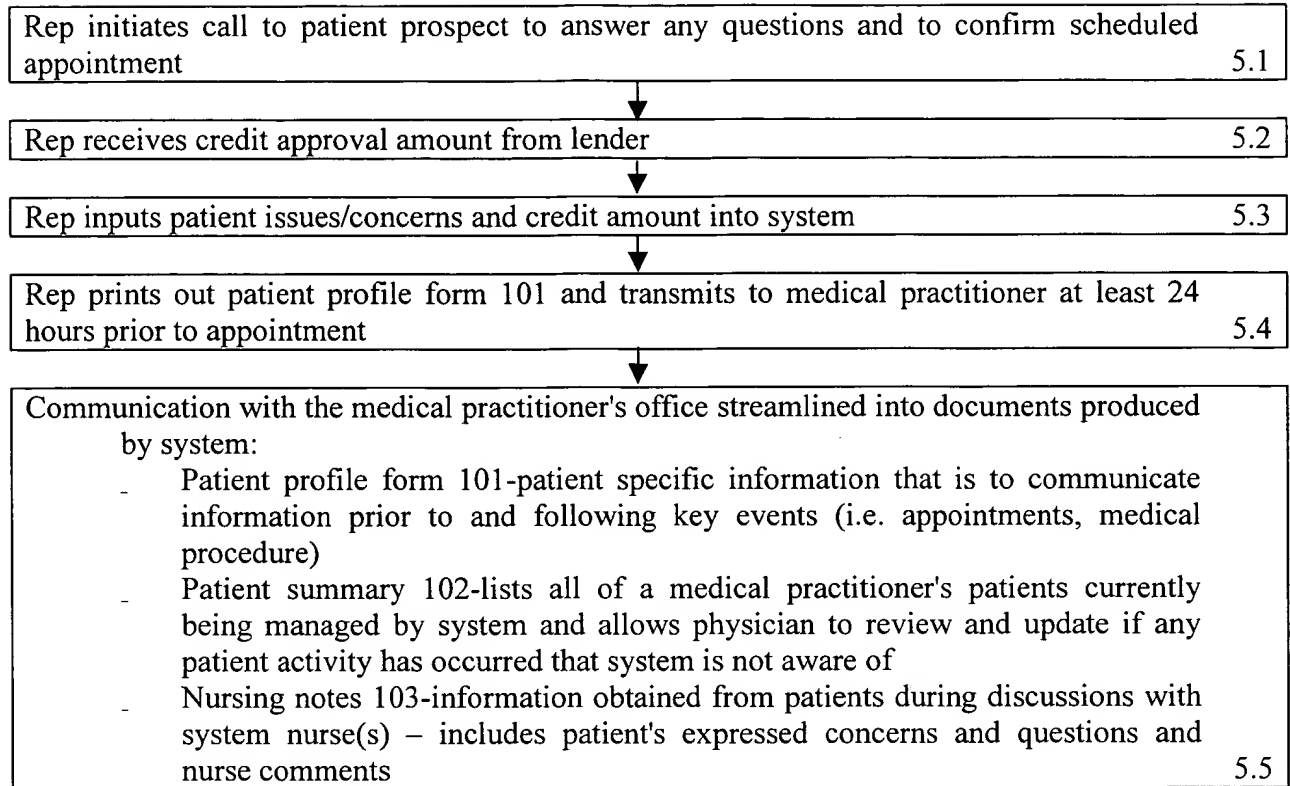 Rep initiates call to patient prospect to answer any questions and to confirm scheduled
appointment 5.1
Rep receives credit approval amount from lender 5.2
Rep inputs patient issues/concerns and credit amount into system 5.3
Rep prints out patient profile form 101 and transmits to medical practitioner at least 24
hours prior to appointment 5.4
Communication with the medical practitioner's office streamlined into documents produced
by system:
- Patient profile form 101-patient specific information that is to communicate
information prior to and following key events (i.e. appointments, medical
procedure)
- Patient summary 102-lists all of a medical practitioner's patients currently
being managed by system and allows physician to review and update if any
patient activity has occurred that system is not aware of
- Nursing notes 103-information obtained from patients during discussions with
system nurse(s) – includes patient's expressed concerns and questions and
nurse comments 5.5